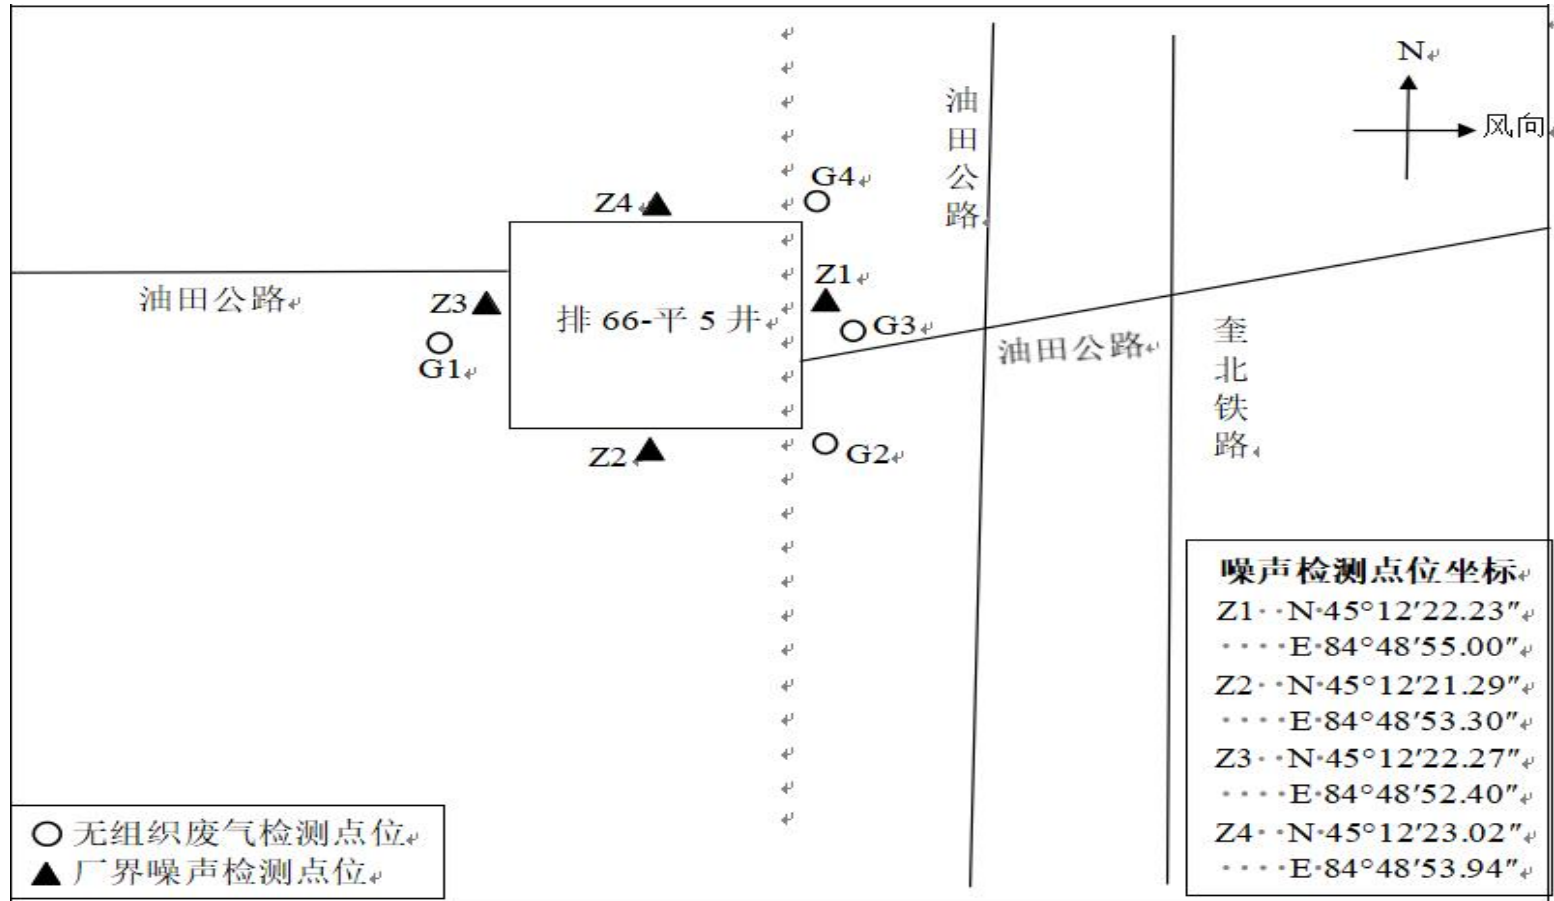 N
风向
油田公路
G4
Z4
Z1
油田公路
Z3
排 66-平 5 井
G3
G1
油田公路
奎北铁路
Z2
G2
噪声检测点位坐标
Z1 N 45°12′22.23″
E 84°48′55.00″
Z2 N 45°12′21.29″
E 84°48′53.30″
Z3 N 45°12′22.27″
E 84°48′52.40″
Z4 N 45°12′23.02″
E 84°48′53.94″
无组织废气检测点位
厂界噪声检测点位